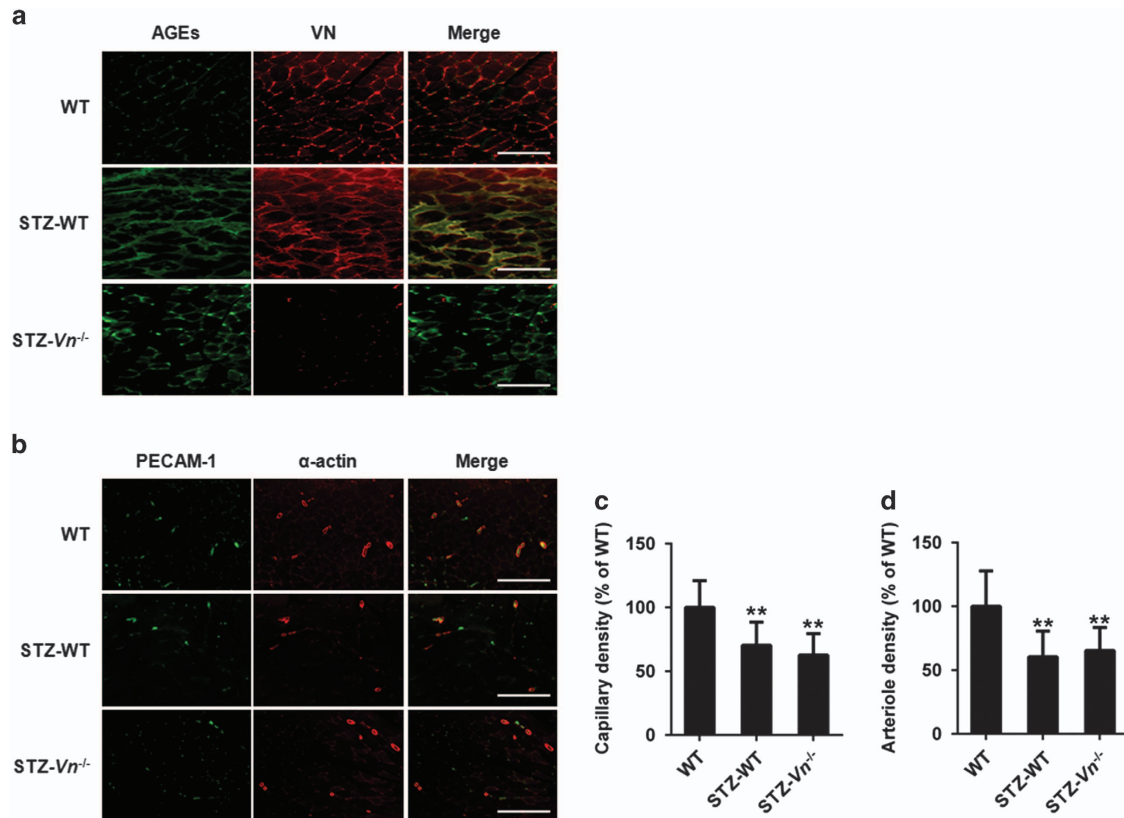 a
AGEs VN Merge
WT
STZ-WT
STZ-Vn-/-
b
PECAM-1 α-actin Merge
WT
STZ-WT
STZ-Vn-/-
c
Capillary density (% of WT)
150
100
50
0
** **
WT STZ-WT STZ-Vn-/-
d
Arteriole density (% of WT)
150
100
50
0
** **
WT STZ-WT STZ-Vn-/-